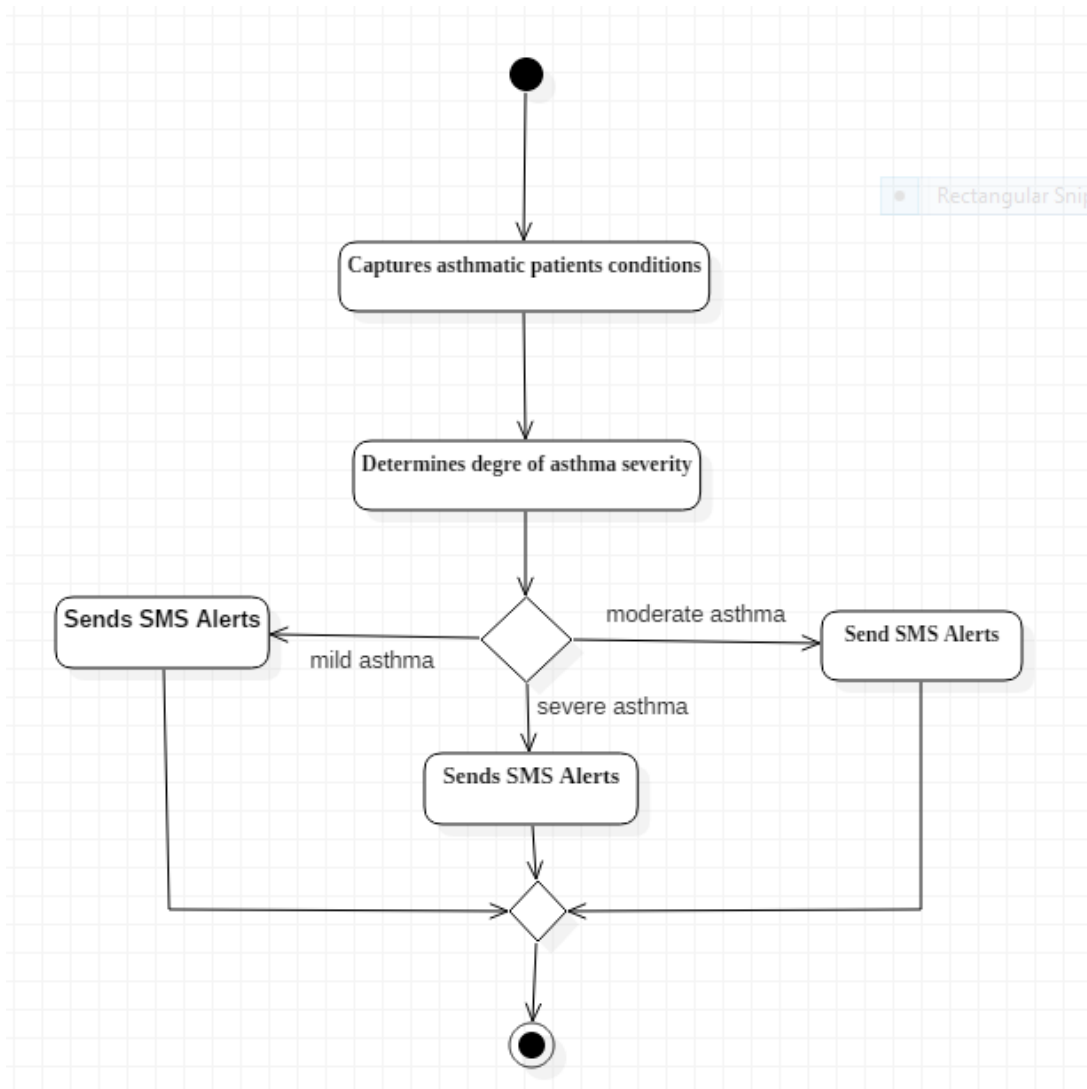 Rectangular Snip
Captures asthmatic patients conditions
Determines degre of asthma severity
Sends SMS Alerts
moderate asthma
Send SMS Alerts
mild asthma
severe asthma
Sends SMS Alerts